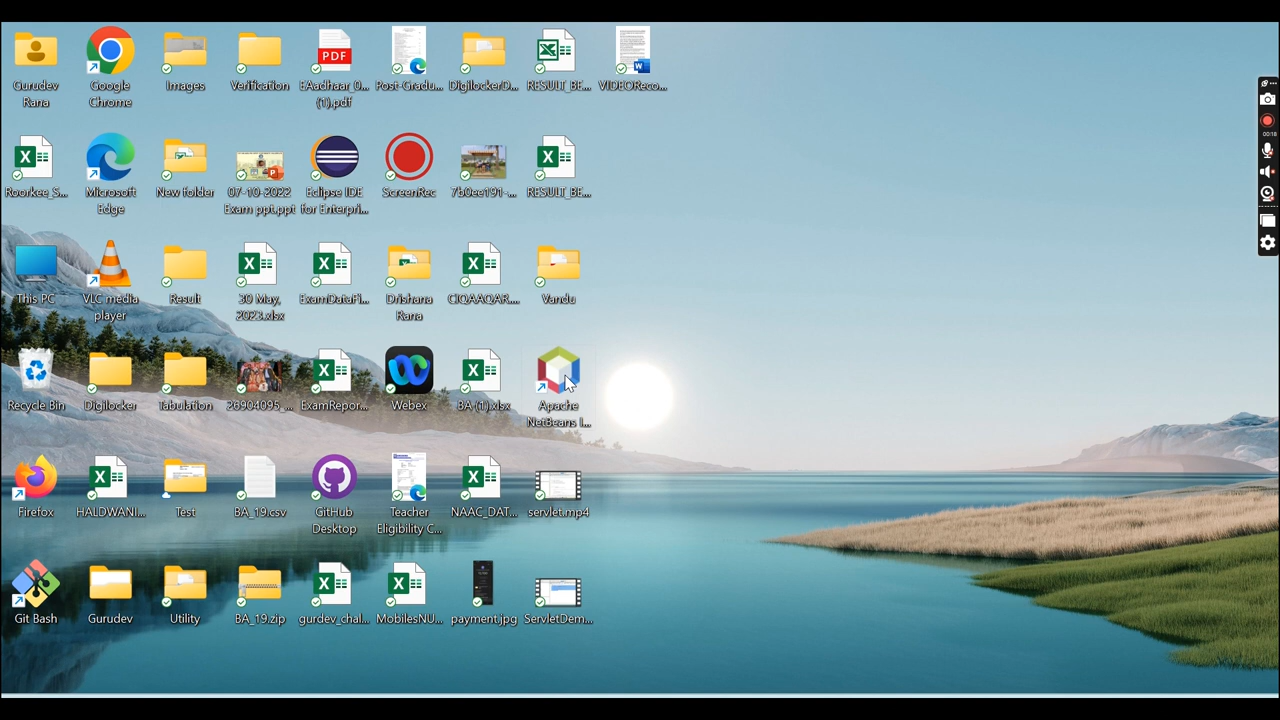 Gurudev
Rana
Google
Chrome
Images
Verification
PDF
EAadhaar_0...
(1).pdf
Post-Gradu...
DigilockerD...
RESULT_BE...
VIDEOReco...
Roorkee_S...
Microsoft
Edge
New folder
07-10-2022
Exam ppt.ppt
Eclipse IDE
for Enterpri...
ScreenRec
7b0ee191-...
RESULT_BE...
This PC
VLC media
player
Result
30 May,
2023.xlsx
ExamDataFi...
Drishana
Rana
CIQAAQAR....
Vandu
Recycle Bin
Digilocker
Tabulation
26904095_...
ExamRepor...
Webex
BA (1).xlsx
Apache
NetBeans I...
Firefox
HALDWANI...
Test
BA_19.csv
GitHub
Desktop
Teacher
Eligibility C...
NAAC_DAT...
servlet.mp4
Git Bash
Gurudev
Utility
BA_19.zip
gurdev_chal...
MobilesNU...
payment.jpg
ServletDem...
00:18